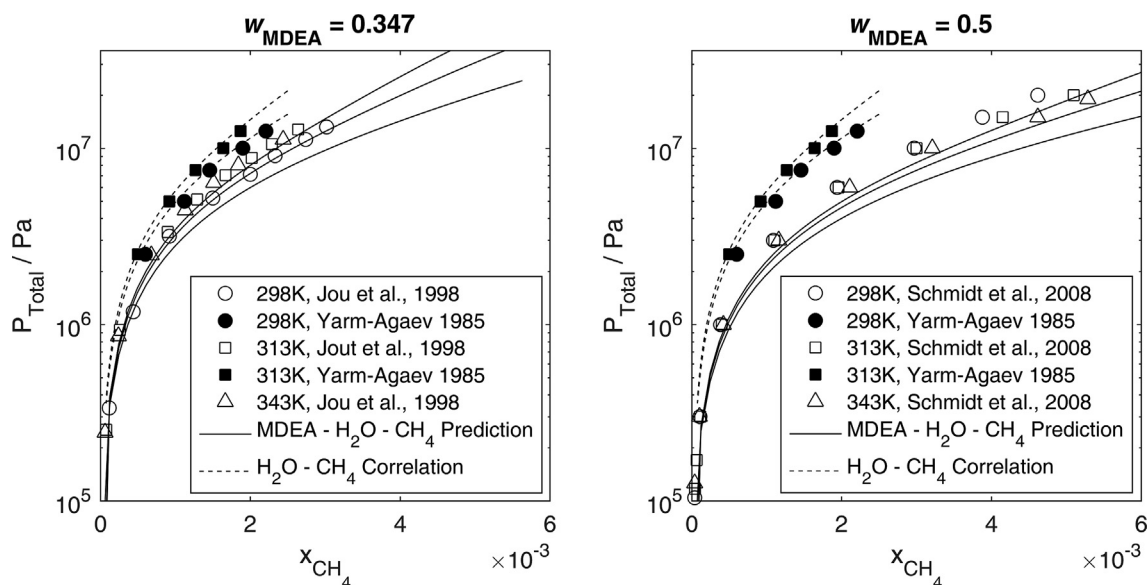 w_MDEA = 0.347
10^7
10^6
10^5
P_Total / Pa
298K, Jou et al., 1998
298K, Yarm-Agaev 1985
313K, Jout et al., 1998
313K, Yarm-Agaev 1985
343K, Jou et al., 1998
MDEA - H₂O - CH₄ Prediction
H₂O - CH₄ Correlation
0 2 4 6
×10^-3
x_CH₄
w_MDEA = 0.5
10^7
10^6
10^5
P_Total / Pa
298K, Schmidt et al., 2008
298K, Yarm-Agaev 1985
313K, Schmidt et al., 2008
313K, Yarm-Agaev 1985
343K, Schmidt et al., 2008
MDEA - H₂O - CH₄ Prediction
H₂O - CH₄ Correlation
0 2 4 6
×10^-3
x_CH₄